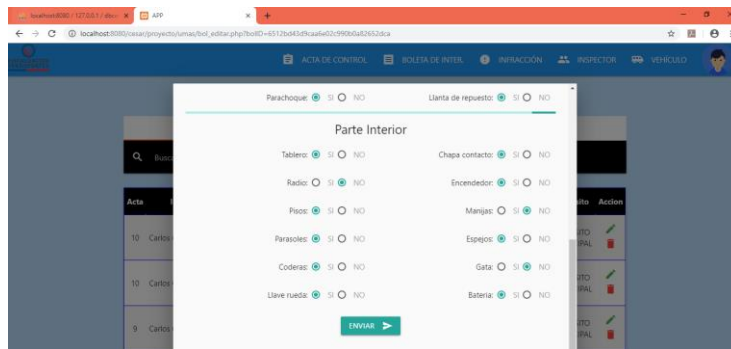 localhost:8080 / 127.0.0.1 / disc
APP
localhost:8080/cesar/proyecto/umas/bol_editar.php?bolID=6512bd43d9caa6e02c990b0a82652dca
ACTA DE CONTROL BOLETA DE INTER. INFRACCIÓN INSPECTOR VEHÍCULO
Parachoque: SI NO Llanta de repuesto: SI NO
Parte Interior
Tablero: SI NO Chapa contacto: SI NO
Busca
Radio: SI NO Encendedor: SI NO
Acta Accion
Pisos: SI NO Manijas: SI NO
10 Carlos
Parasoles: SI NO Espejos: SI NO
Coderas: SI NO Gata: SI NO
10 Carlos
Llave rueda: SI NO Bateria: SI NO
9 Carlos
ENVIAR